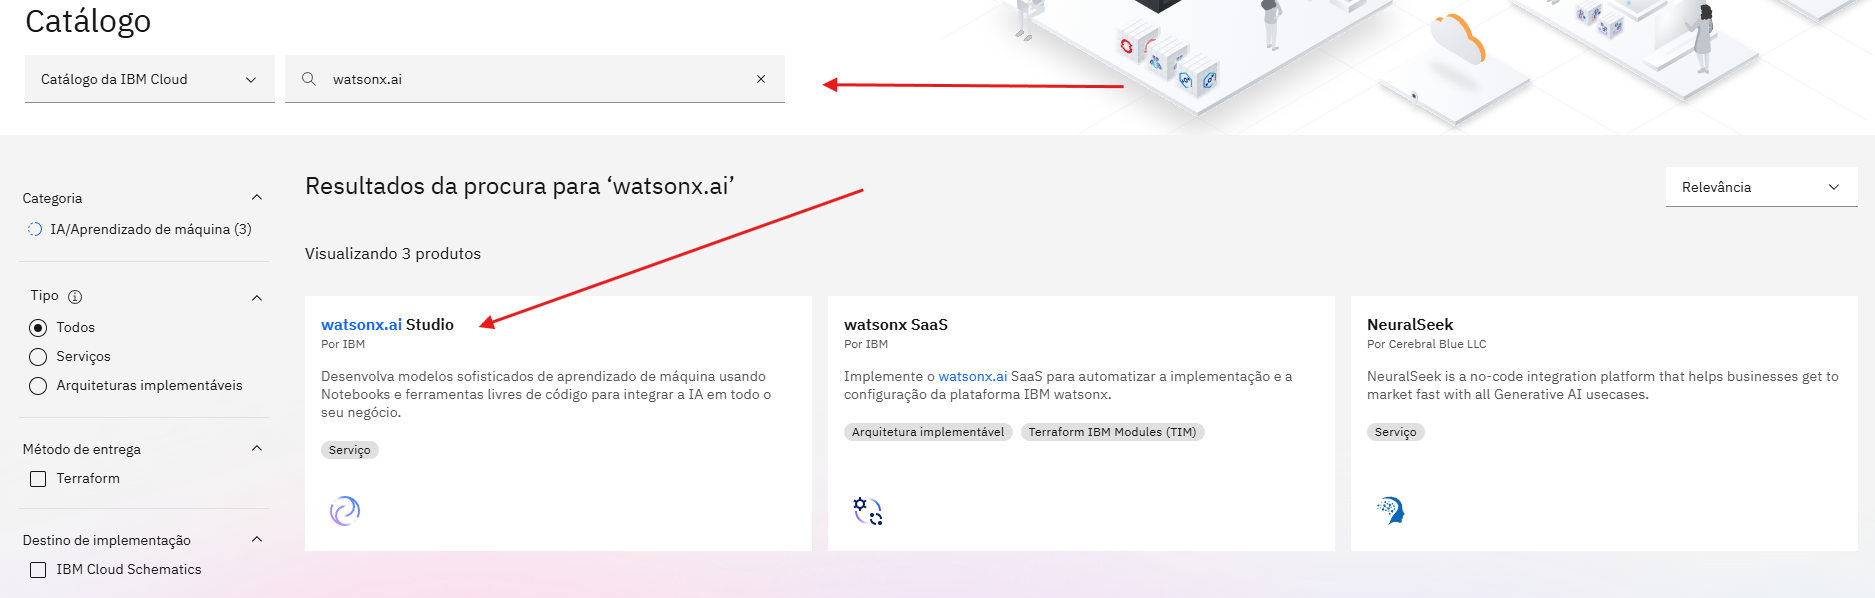 Catálogo
Catálogo da IBM Cloud
watsonx.ai
Categoria
IA/Aprendizado de máquina (3)
Tipo
Todos
Serviços
Arquiteturas implementáveis
Método de entrega
Terraform
Destino de implementação
IBM Cloud Schematics
Resultados da procura para ‘watsonx.ai’
Relevância
Visualizando 3 produtos
watsonx.ai Studio
Por IBM
Desenvolva modelos sofisticados de aprendizado de máquina usando
Notebooks e ferramentas livres de código para integrar a IA em todo o
seu negócio.
Serviço
watsonx SaaS
Por IBM
Implemente o watsonx.ai SaaS para automatizar a implementação e a
configuração da plataforma IBM watsonx.
Arquitetura implementável
Terraform IBM Modules (TIM)
NeuralSeek
Por Cerebral Blue LLC
NeuralSeek is a no-code integration platform that helps businesses get to
market fast with all Generative AI usecases.
Serviço